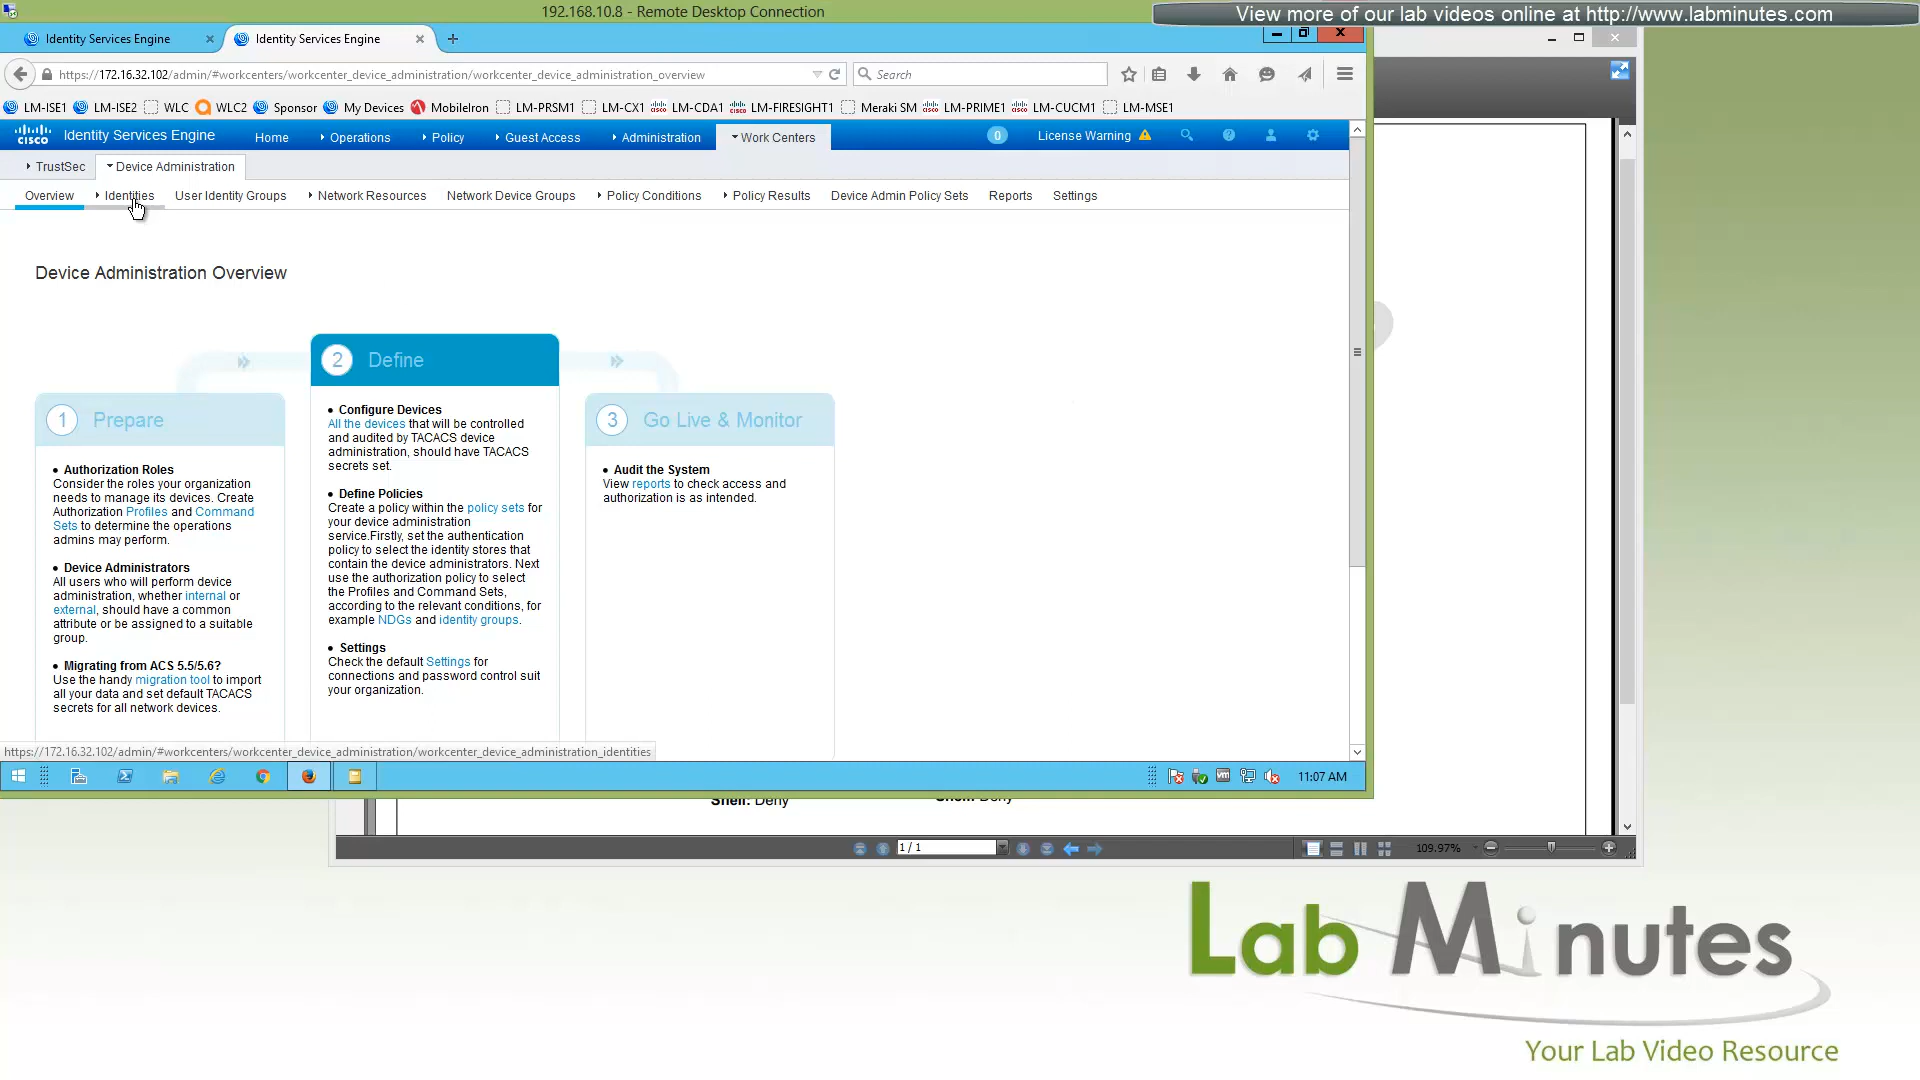 192.168.10.8 - Remote Desktop Connection
View more of our lab videos online at http://www.labminutes.com
Identity Services Engine
Identity Services Engine
https://172.16.32.102/admin/#workcenters/workcenter_device_administration/workcenter_device_administration_overview
Search
LM-ISE1 LM-ISE2 WLC WLC2 Sponsor My Devices MobileIron LM-PRSM1 LM-CX1 LM-CDA1 LM-FIRESIGHT1 Meraki SM LM-PRIME1 LM-CUCM1 LM-MSE1
CISCO Identity Services Engine Home Operations Policy Guest Access Administration Work Centers 0 License Warning
TrustSec Device Administration
Overview Identities User Identity Groups Network Resources Network Device Groups Policy Conditions Policy Results Device Admin Policy Sets Reports Settings
Device Administration Overview
1 Prepare
• Authorization Roles
Consider the roles your organization
needs to manage its devices. Create
Authorization Profiles and Command
Sets to determine the operations
admins may perform.
• Device Administrators
All users who will perform device
administration, whether internal or
external, should have a common
attribute or be assigned to a suitable
group.
• Migrating from ACS 5.5/5.6?
Use the handy migration tool to import
all your data and set default TACACS
secrets for all network devices.
2 Define
• Configure Devices
All the devices that will be controlled
and audited by TACACS device
administration, should have TACACS
secrets set.
• Define Policies
Create a policy within the policy sets for
your device administration
service.Firstly, set the authentication
policy to select the identity stores that
contain the device administrators. Next
use the authorization policy to select
the Profiles and Command Sets,
according to the relevant conditions, for
example NDGs and identity groups.
• Settings
Check the default Settings for
connections and password control suit
your organization.
3 Go Live & Monitor
• Audit the System
View reports to check access and
authorization is as intended.
https://172.16.32.102/admin/#workcenters/workcenter_device_administration/workcenter_device_administration_identities
11:07 AM
Shell: Deny Shell: Deny
1 / 1
109.97%
Lab Minutes
Your Lab Video Resource